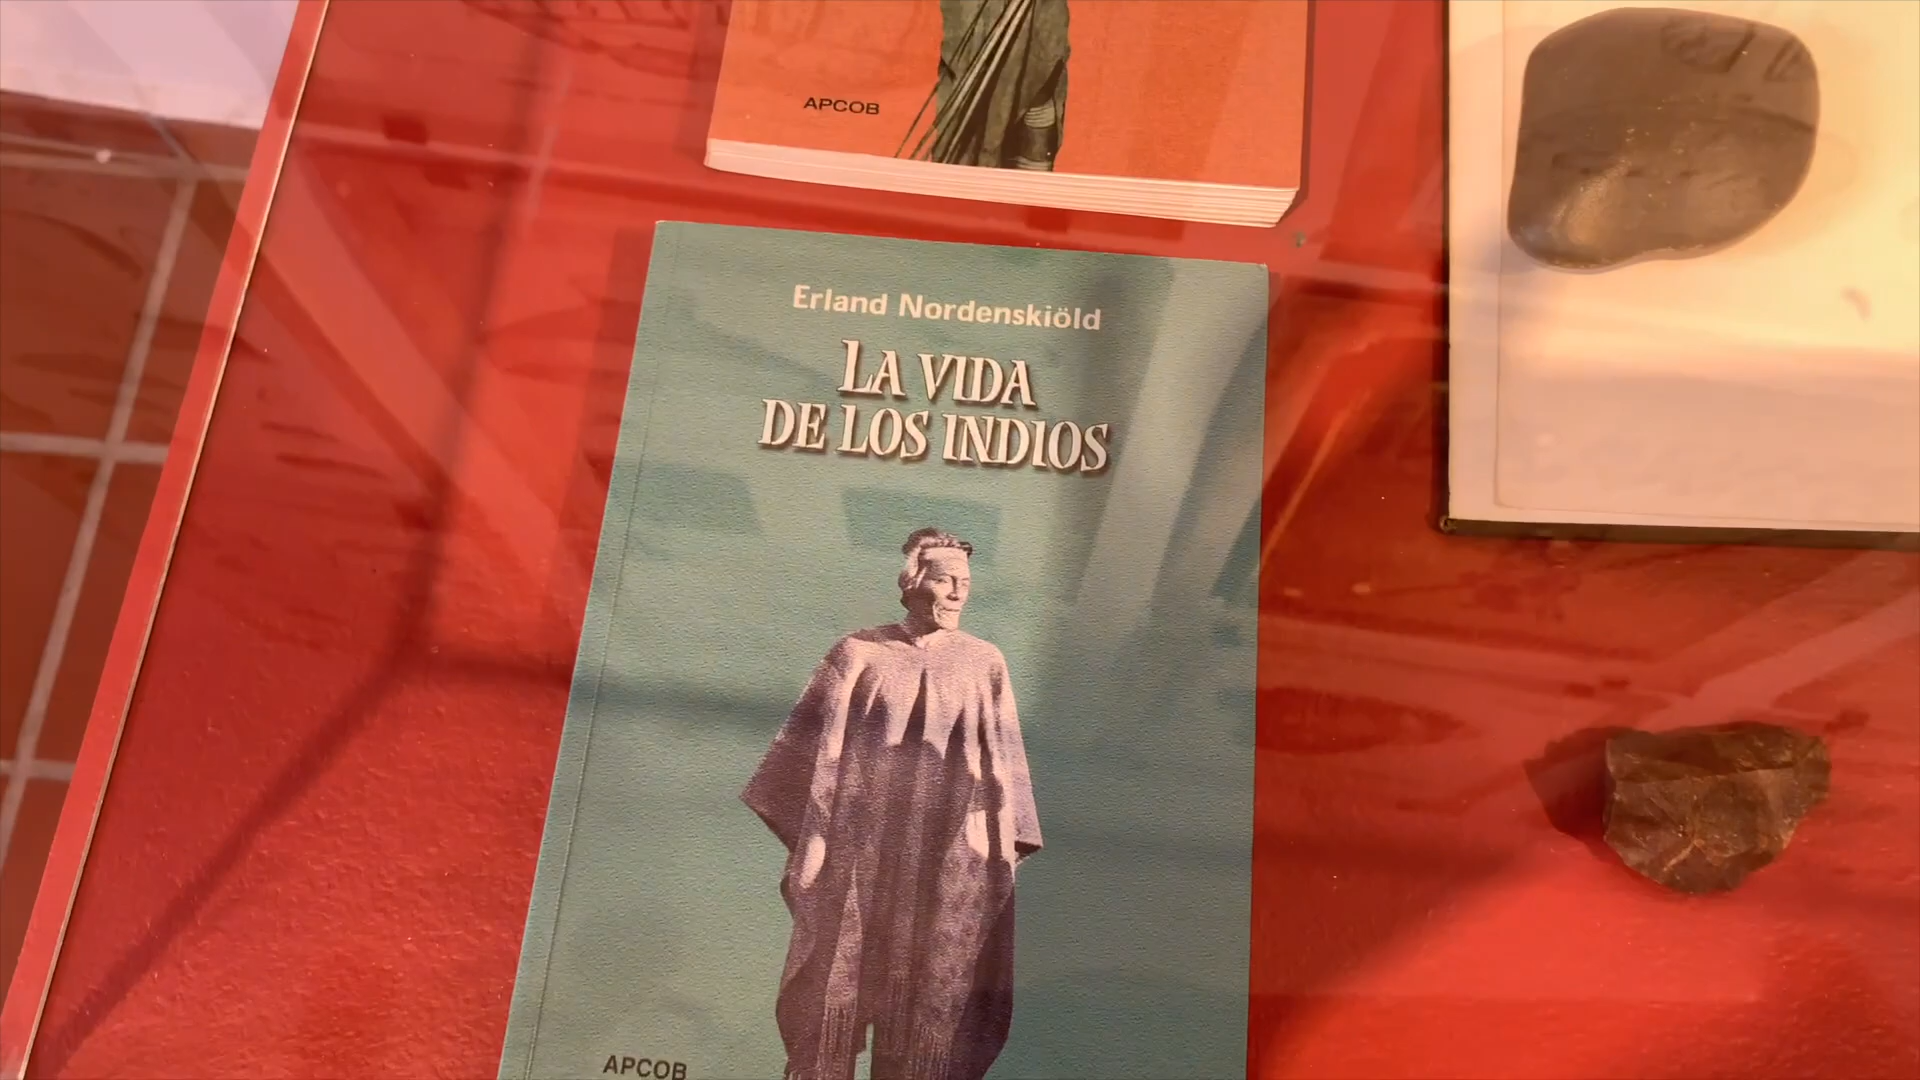 APCOB
Erland Nordenskiöld
LA VIDA
DE LOS INDIOS
APCOB